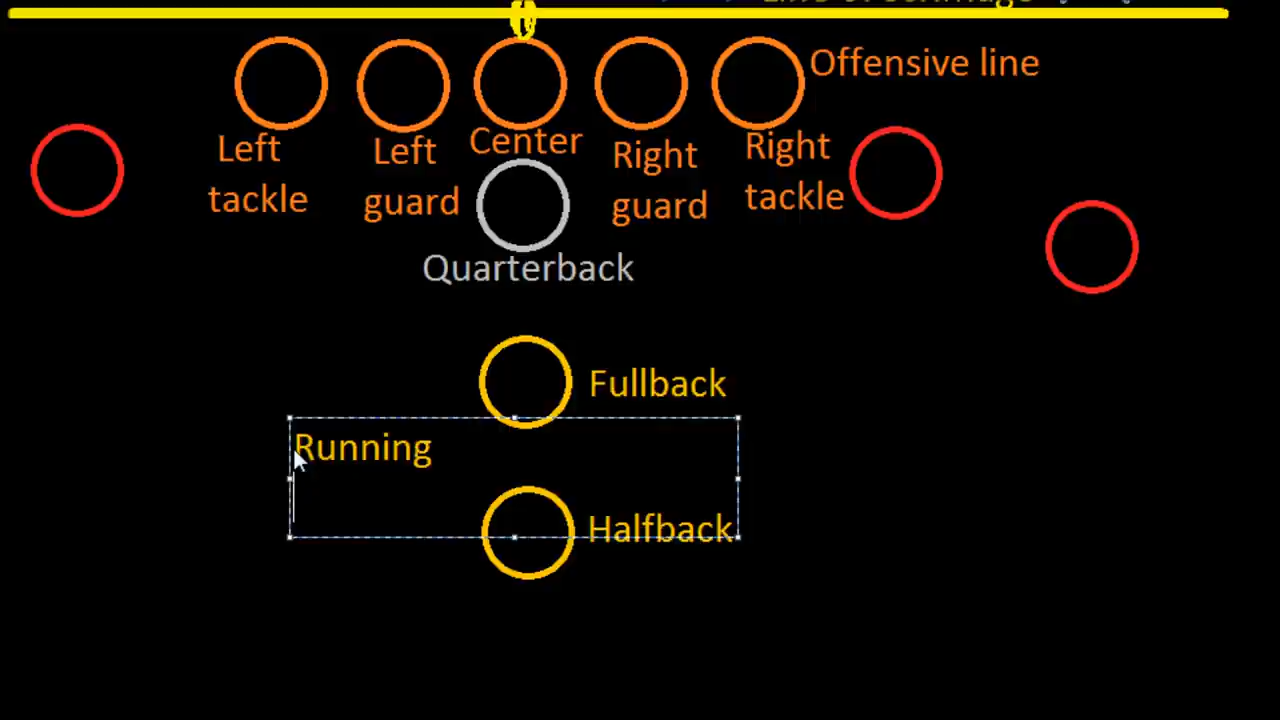 Offensive line
Left
tackle
Left
guard
Center
Right
guard
Right
tackle
Quarterback
Fullback
Running
Halfback